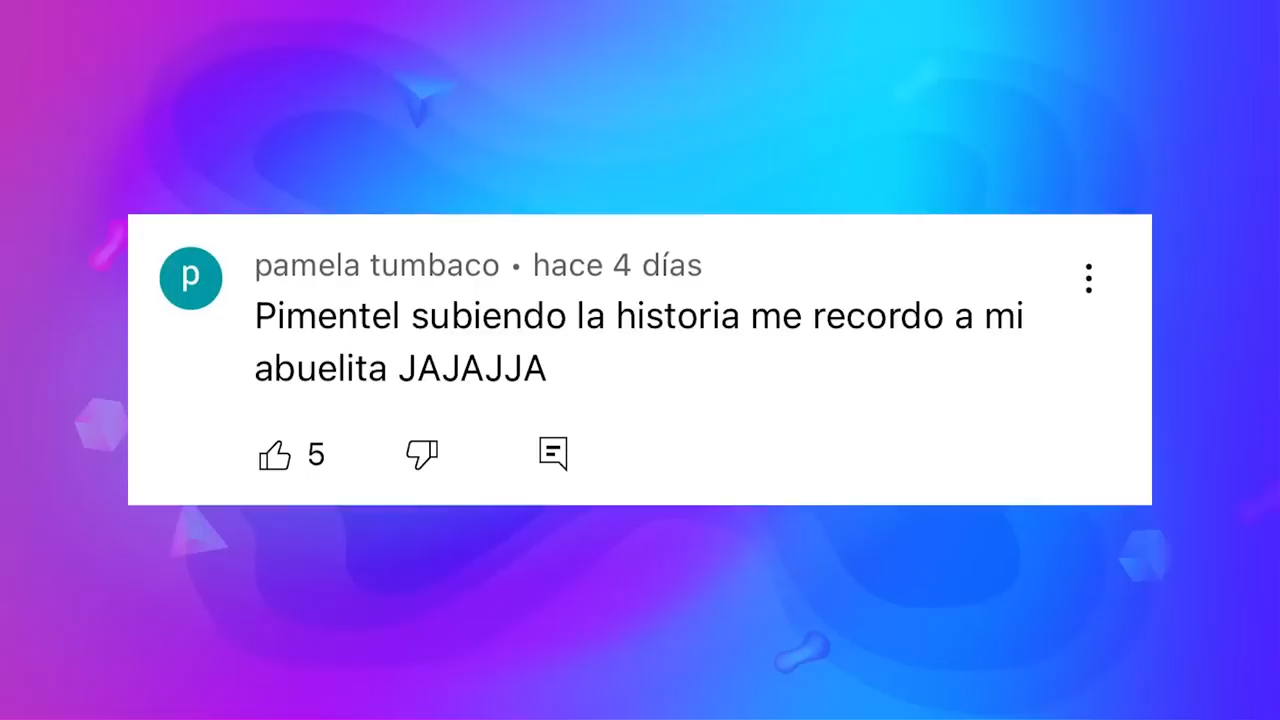 p
pamela tumbaco • hace 4 días
Pimentel subiendo la historia me recordo a mi
abuelita JAJAJJA
5